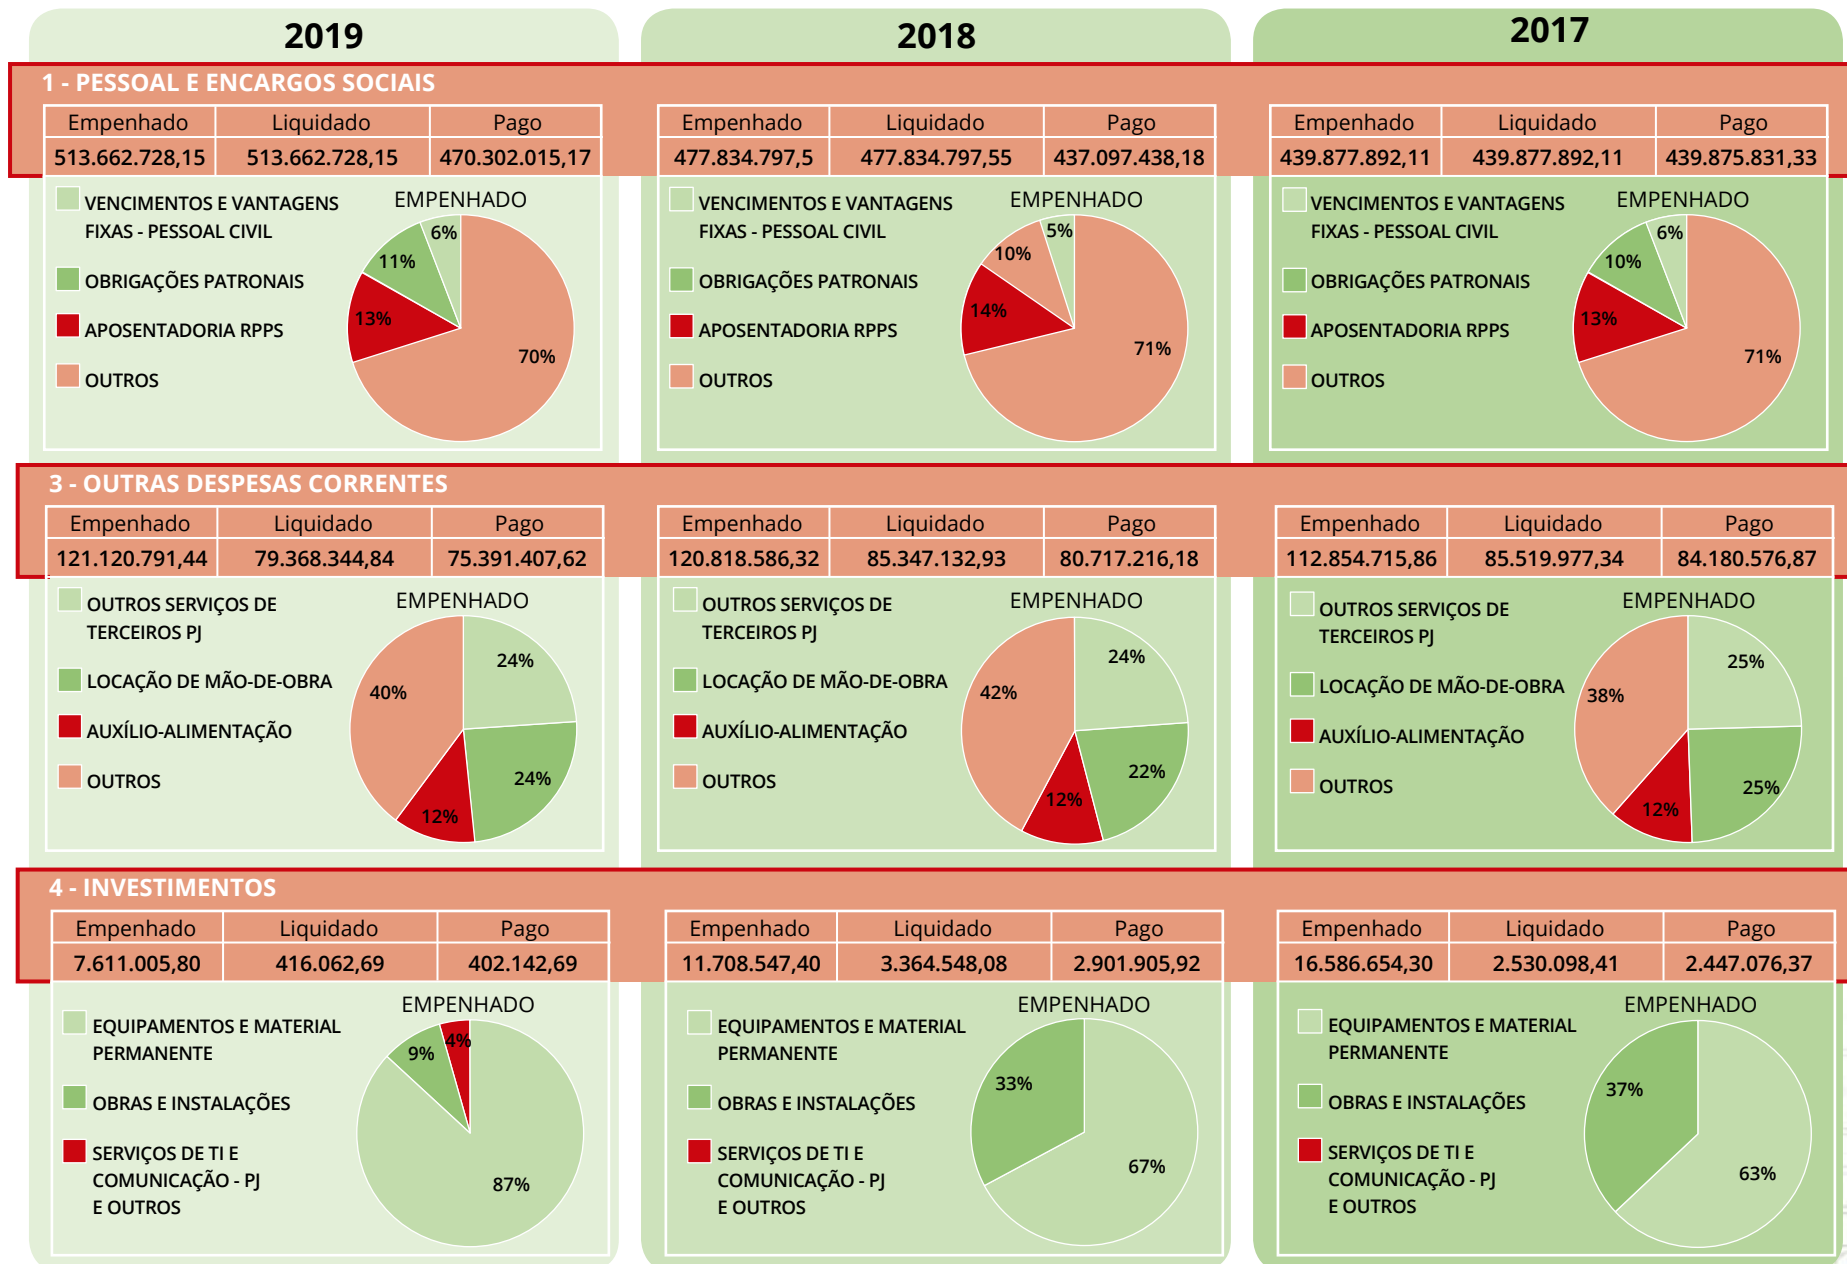 2019
2018
2017
1 - PESSOAL E ENCARGOS SOCIAIS
Empenhado Liquidado Pago
513.662.728,15 513.662.728,15 470.302.015,17
Empenhado Liquidado Pago
477.834.797,5 477.834.797,55 437.097.438,18
Empenhado Liquidado Pago
439.877.892,11 439.877.892,11 439.875.831,33
VENCIMENTOS E VANTAGENS
FIXAS - PESSOAL CIVIL
OBRIGAÇÕES PATRONAIS
APOSENTADORIA RPPS
OUTROS
EMPENHADO
6%
11%
13%
70%
VENCIMENTOS E VANTAGENS
FIXAS - PESSOAL CIVIL
OBRIGAÇÕES PATRONAIS
APOSENTADORIA RPPS
OUTROS
EMPENHADO
5%
10%
14%
71%
VENCIMENTOS E VANTAGENS
FIXAS - PESSOAL CIVIL
OBRIGAÇÕES PATRONAIS
APOSENTADORIA RPPS
OUTROS
EMPENHADO
6%
10%
13%
71%
3 - OUTRAS DESPESAS CORRENTES
Empenhado Liquidado Pago
121.120.791,44 79.368.344,84 75.391.407,62
Empenhado Liquidado Pago
120.818.586,32 85.347.132,93 80.717.216,18
Empenhado Liquidado Pago
112.854.715,86 85.519.977,34 84.180.576,87
OUTROS SERVIÇOS DE
TERCEIROS PJ
LOCAÇÃO DE MÃO-DE-OBRA
AUXÍLIO-ALIMENTAÇÃO
OUTROS
EMPENHADO
24%
40%
24%
12%
OUTROS SERVIÇOS DE
TERCEIROS PJ
LOCAÇÃO DE MÃO-DE-OBRA
AUXÍLIO-ALIMENTAÇÃO
OUTROS
EMPENHADO
24%
42%
22%
12%
OUTROS SERVIÇOS DE
TERCEIROS PJ
LOCAÇÃO DE MÃO-DE-OBRA
AUXÍLIO-ALIMENTAÇÃO
OUTROS
EMPENHADO
25%
38%
25%
12%
4 - INVESTIMENTOS
Empenhado Liquidado Pago
7.611.005,80 416.062,69 402.142,69
Empenhado Liquidado Pago
11.708.547,40 3.364.548,08 2.901.905,92
Empenhado Liquidado Pago
16.586.654,30 2.530.098,41 2.447.076,37
EQUIPAMENTOS E MATERIAL
PERMANENTE
OBRAS E INSTALAÇÕES
SERVIÇOS DE TI E
COMUNICAÇÃO - PJ
E OUTROS
EMPENHADO
4%
9%
87%
EQUIPAMENTOS E MATERIAL
PERMANENTE
OBRAS E INSTALAÇÕES
SERVIÇOS DE TI E
COMUNICAÇÃO - PJ
E OUTROS
EMPENHADO
33%
67%
EQUIPAMENTOS E MATERIAL
PERMANENTE
OBRAS E INSTALAÇÕES
SERVIÇOS DE TI E
COMUNICAÇÃO - PJ
E OUTROS
EMPENHADO
37%
63%